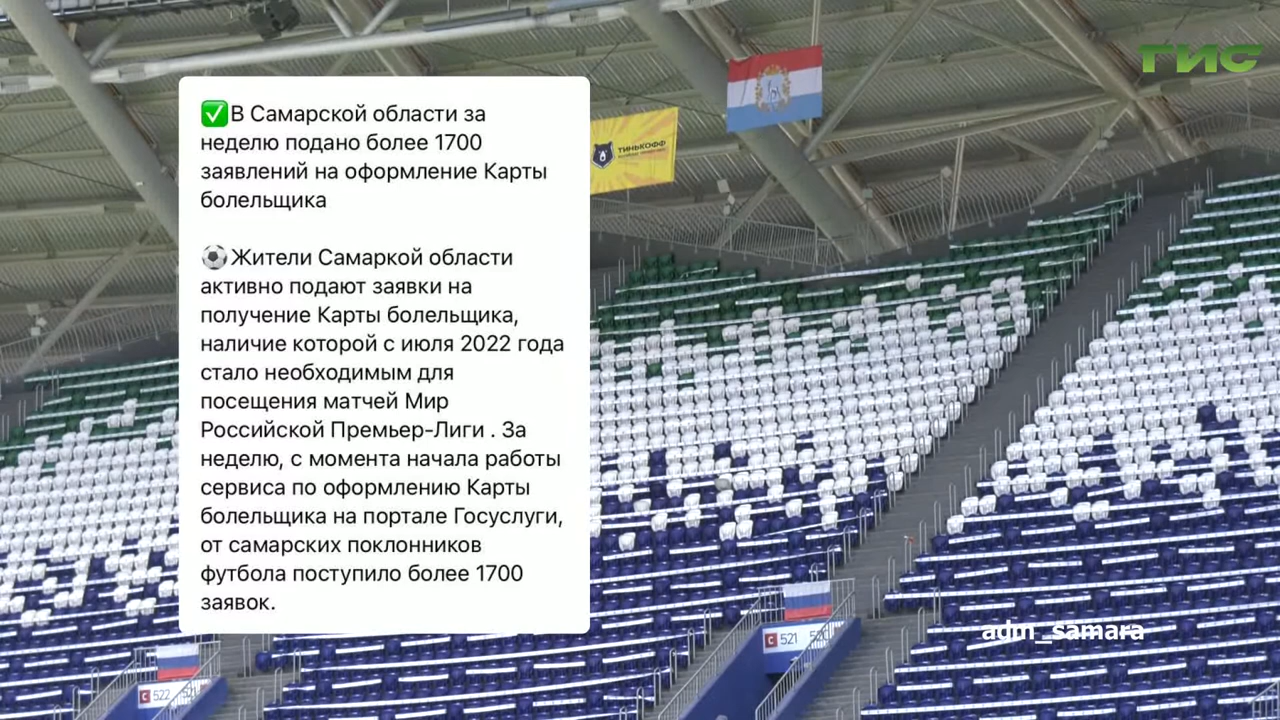 ГИС
ТИНЬКОФФ
✅В Самарской области за
неделю подано более 1700
заявлений на оформление Карты
болельщика
⚽Жители Самаркой области
активно подают заявки на
получение Карты болельщика,
наличие которой с июля 2022 года
стало необходимым для
посещения матчей Мир
Российской Премьер-Лиги . За
неделю, с момента начала работы
сервиса по оформлению Карты
болельщика на портале Госуслуги,
от самарских поклонников
футбола поступило более 1700
заявок.
adm_samara
C 521
C 522 521